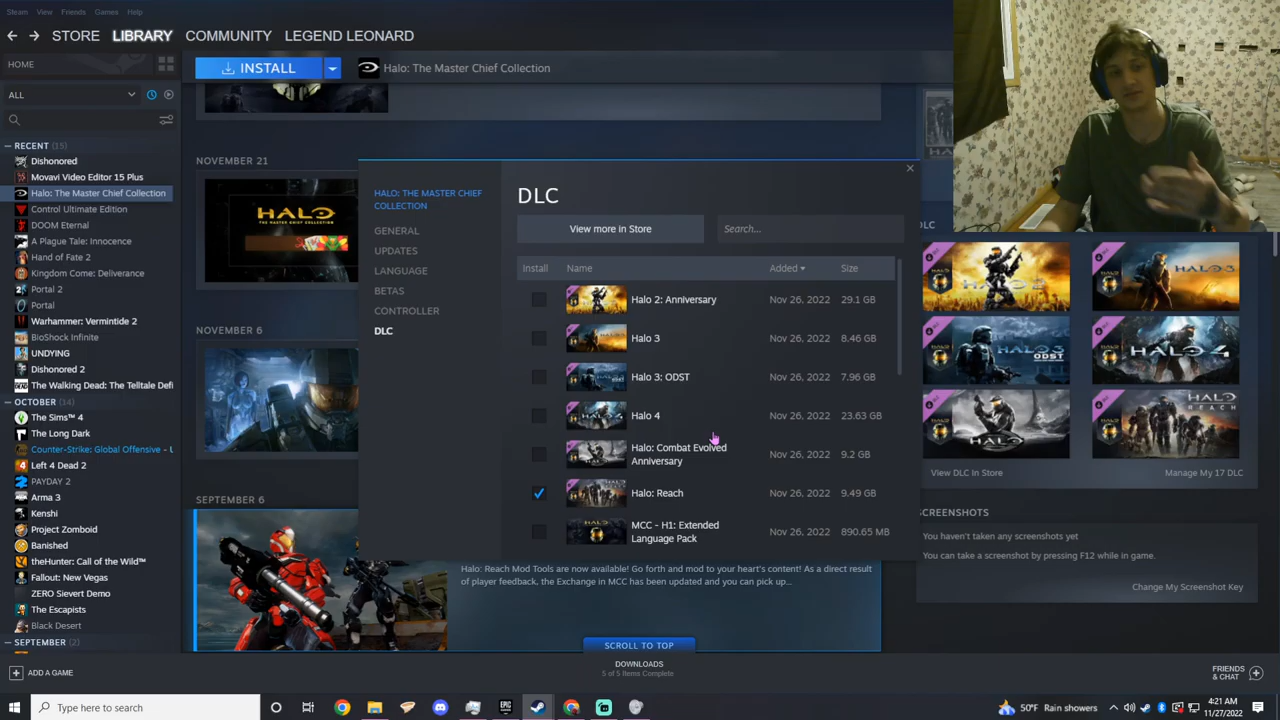 Steam View Friends Games Help
STORE LIBRARY COMMUNITY LEGEND LEONARD
HOME
INSTALL Halo: The Master Chief Collection
ALL
RECENT (15)
Dishonored
Movavi Video Editor 15 Plus
Halo: The Master Chief Collection
Control Ultimate Edition
DOOM Eternal
A Plague Tale: Innocence
Hand of Fate 2
Kingdom Come: Deliverance
Portal 2
Portal
Warhammer: Vermintide 2
BioShock Infinite
UNDYING
Dishonored 2
The Walking Dead: The Telltale Defi
OCTOBER (14)
The Sims™ 4
The Long Dark
Counter-Strike: Global Offensive - U
Left 4 Dead 2
PAYDAY 2
Arma 3
Kenshi
Project Zomboid
Banished
theHunter: Call of the Wild™
Fallout: New Vegas
ZERO Sievert Demo
The Escapists
Black Desert
SEPTEMBER (2)
ADD A GAME
NOVEMBER 21
HALO
NOVEMBER 6
SEPTEMBER 6
HALO: THE MASTER CHIEF
COLLECTION
GENERAL
UPDATES
LANGUAGE
BETAS
CONTROLLER
DLC
DLC
View more in Store
Search...
Install Name Added Size
Halo 2: Anniversary Nov 26, 2022 29.1 GB
Halo 3 Nov 26, 2022 8.46 GB
Halo 3: ODST Nov 26, 2022 7.96 GB
Halo 4 Nov 26, 2022 23.63 GB
Halo: Combat Evolved
Anniversary Nov 26, 2022 9.2 GB
Halo: Reach Nov 26, 2022 9.49 GB
MCC - H1: Extended
Language Pack Nov 26, 2022 890.65 MB
Halo: Reach Mod Tools are now available! Go forth and mod to your heart's content! As a direct result
of player feedback, the Exchange in MCC has been updated and you can pick up...
SCROLL TO TOP
DOWNLOADS
5 of 5 Items Complete
DLC
HALO 2
HALO 3
HALO 3
ODST
HALO 4
HALO
HALO
REACH
View DLC In Store Manage My 17 DLC
SCREENSHOTS
You haven't taken any screenshots yet
You can take a screenshot by pressing F12 while in game.
Change My Screenshot Key
FRIENDS
& CHAT
Type here to search
EPIC
50°F Rain showers
4:21 AM
11/27/2022